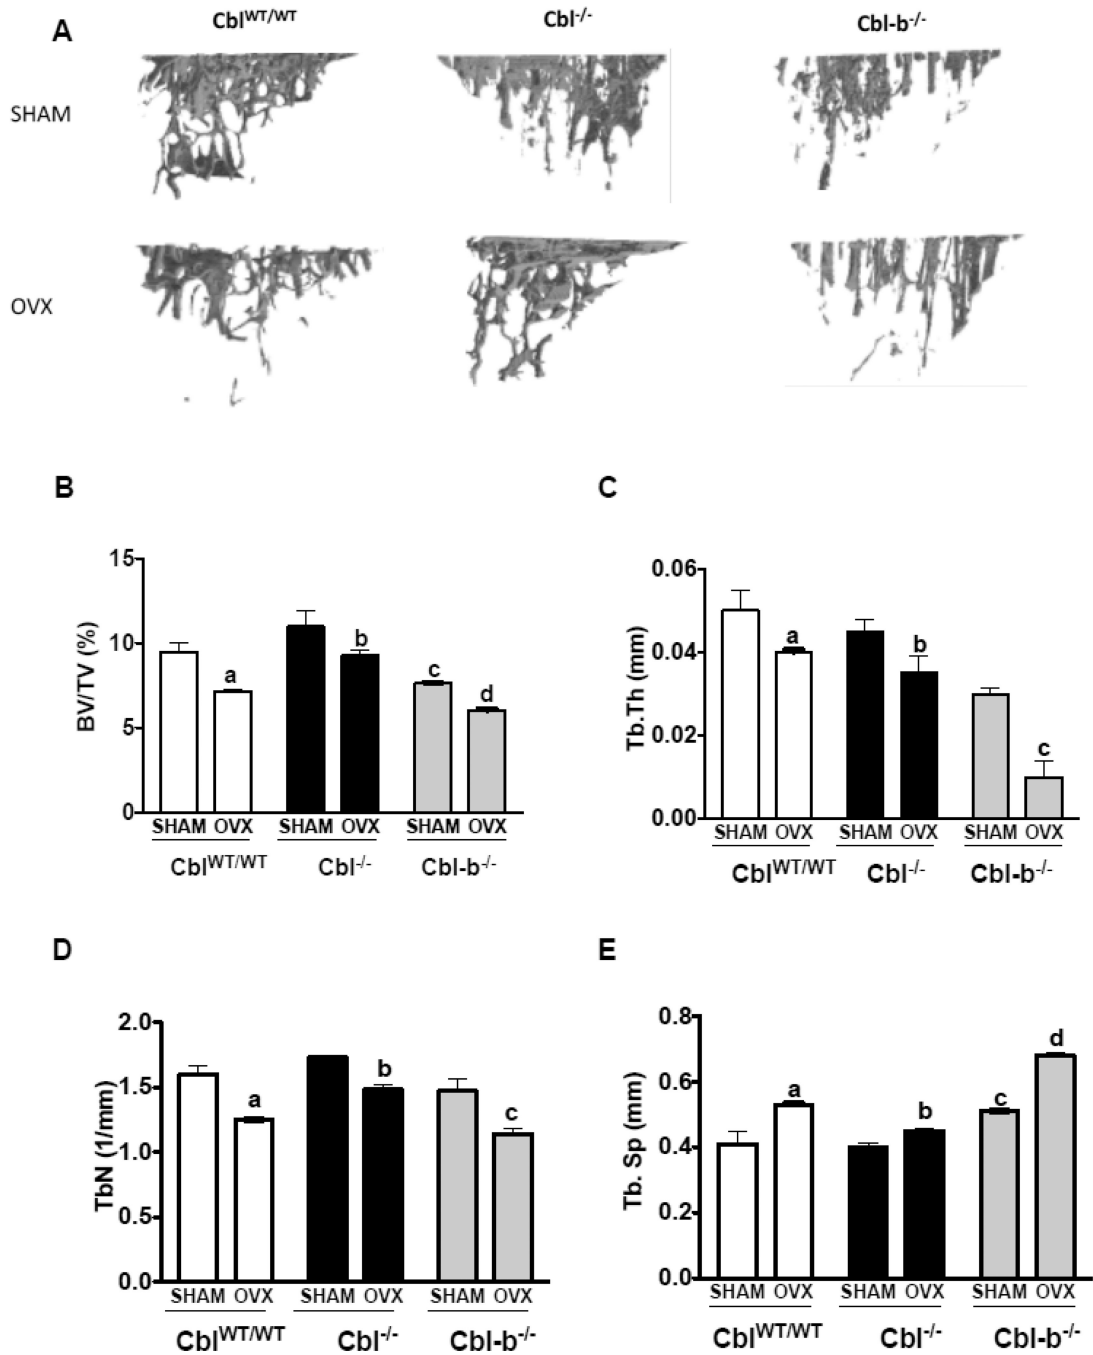 A
Cbl^WT/WT
Cbl^-/-
Cbl-b^-/-
SHAM
OVX
B
BV/TV (%)
15
10
5
0
a
b
c
d
SHAM OVX SHAM OVX SHAM OVX
Cbl^WT/WT Cbl^-/- Cbl-b^-/-
C
Tb.Th (mm)
0.06
0.04
0.02
0.00
a
b
c
SHAM OVX SHAM OVX SHAM OVX
Cbl^WT/WT Cbl^-/- Cbl-b^-/-
D
TbN (1/mm)
2.0
1.5
1.0
0.5
0.0
a
b
c
SHAM OVX SHAM OVX SHAM OVX
Cbl^WT/WT Cbl^-/- Cbl-b^-/-
E
Tb. Sp (mm)
0.8
0.6
0.4
0.2
0.0
a
b
c
d
SHAM OVX SHAM OVX SHAM OVX
Cbl^WT/WT Cbl^-/- Cbl-b^-/-